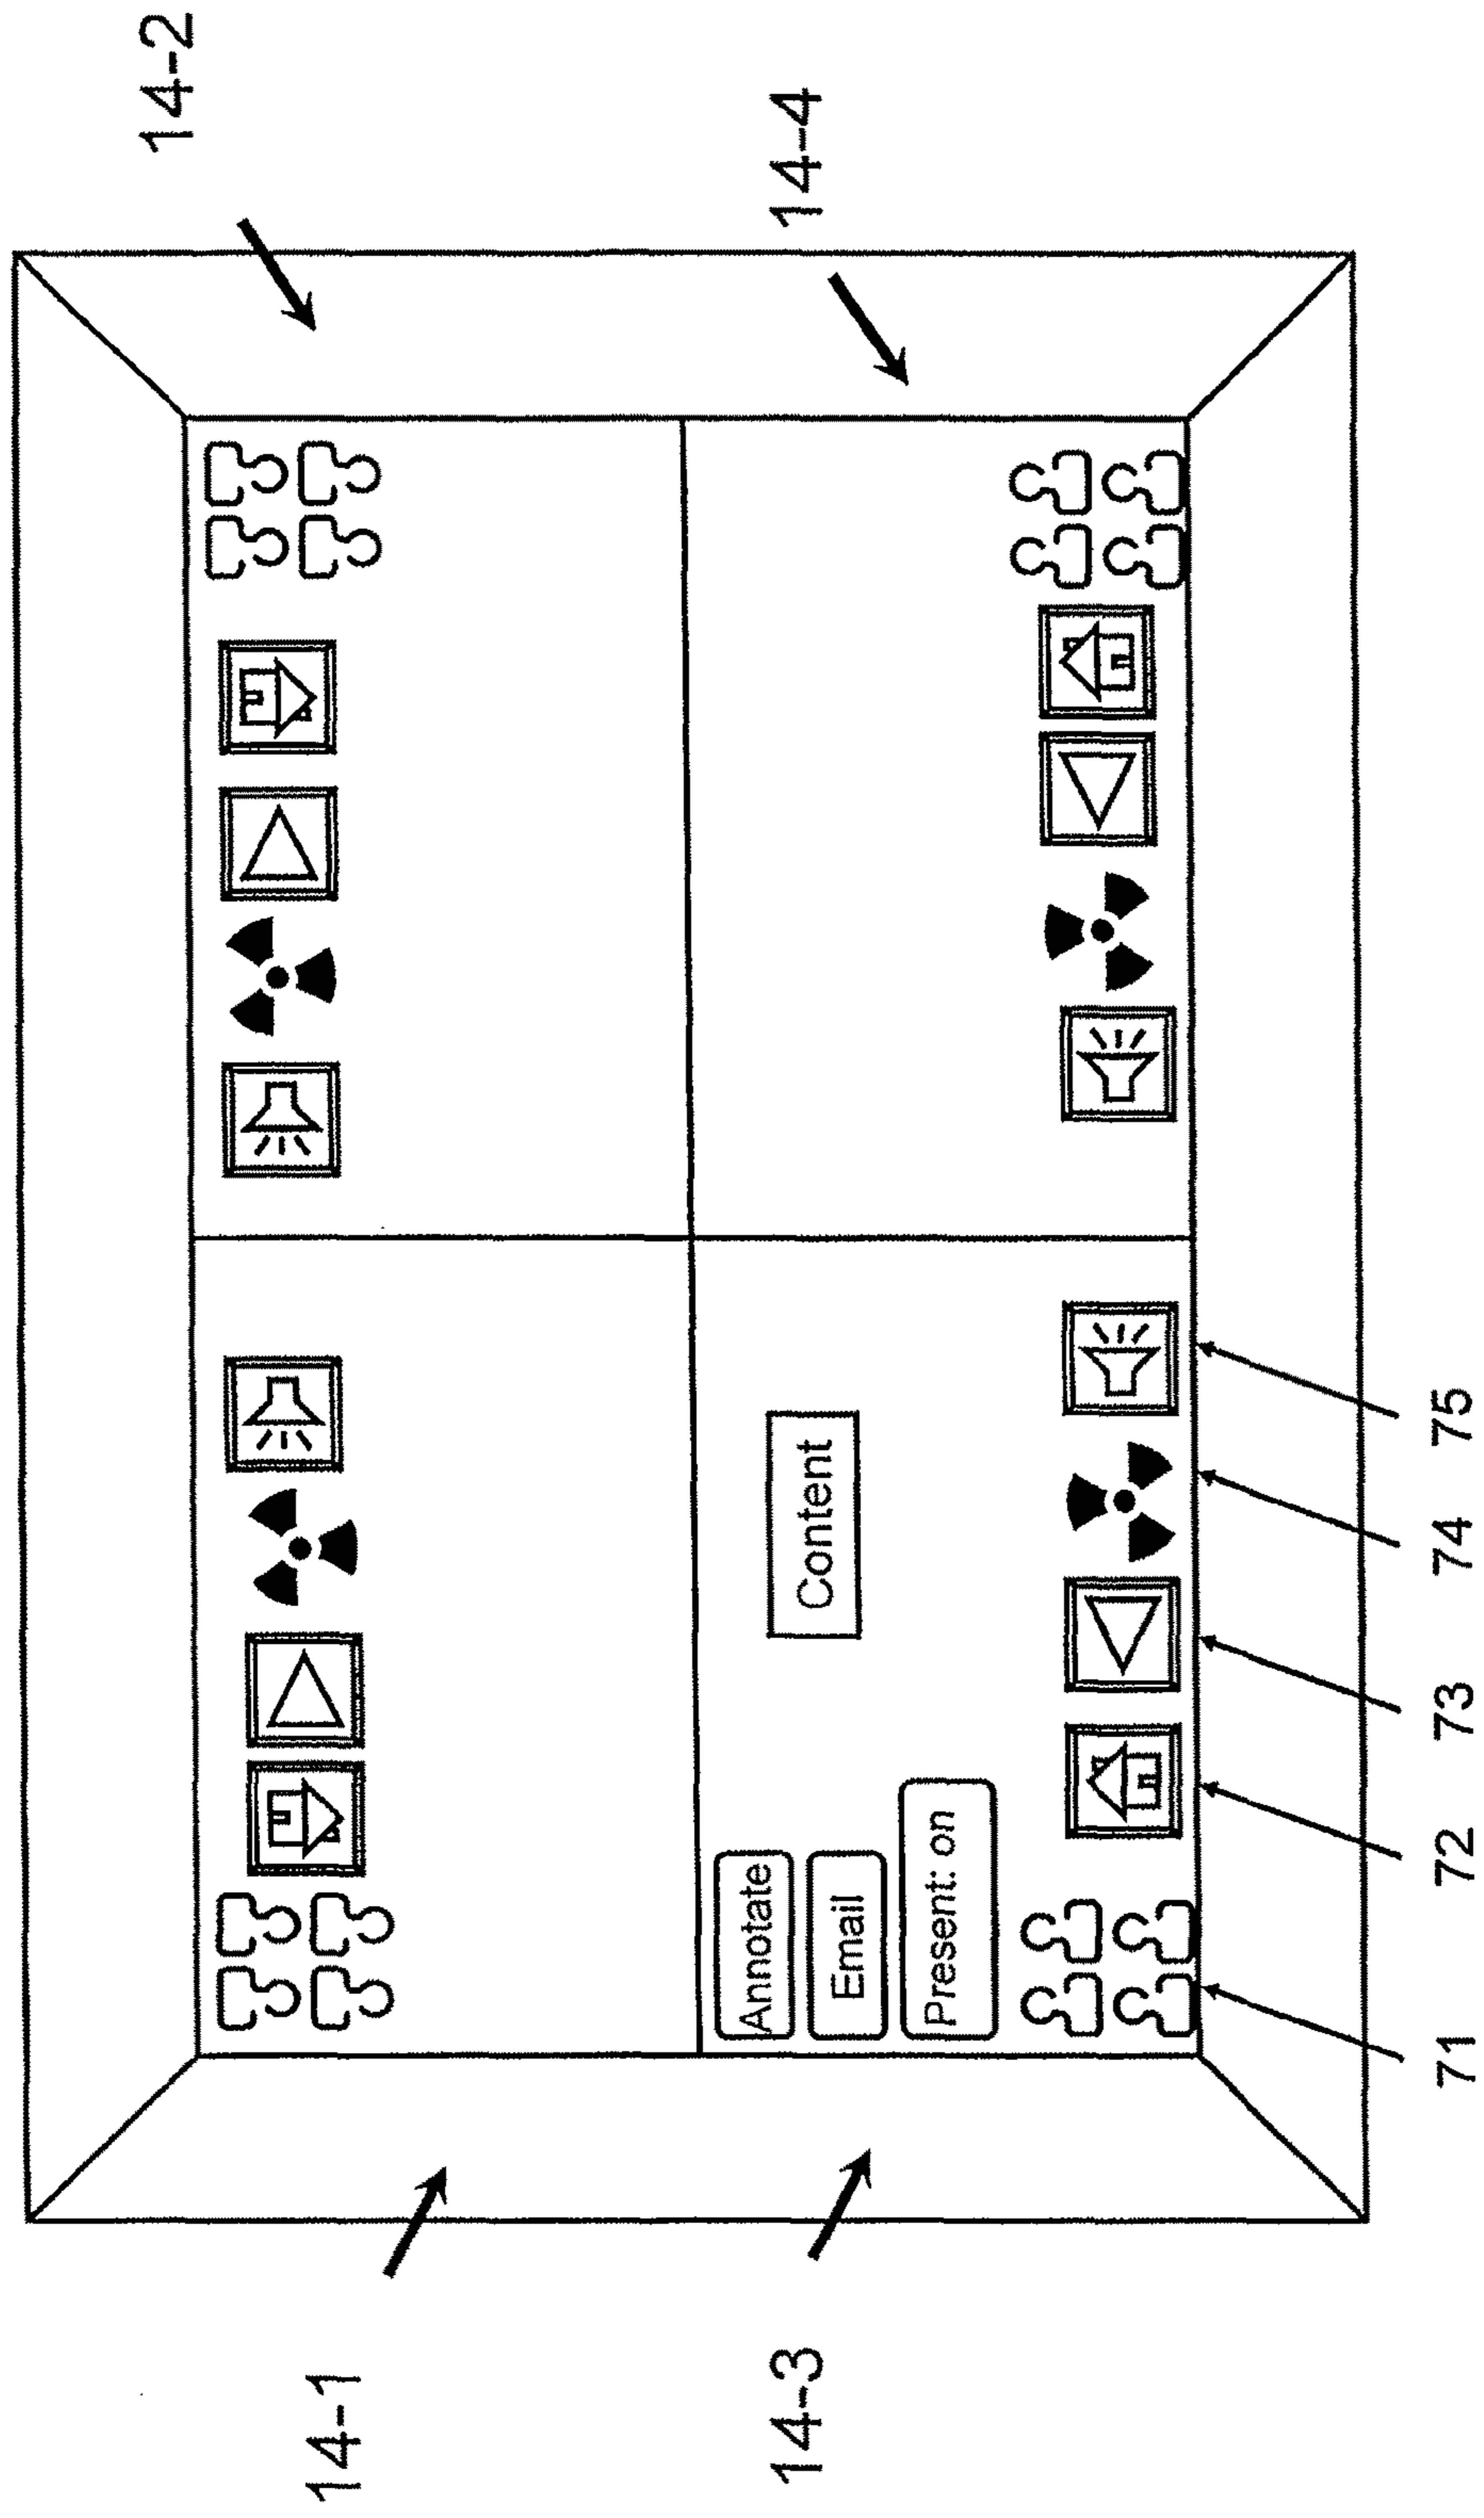 14-1
14-2
14-3
14-4
Annotate
Email
Present: on
Content
71
72
73
74
75